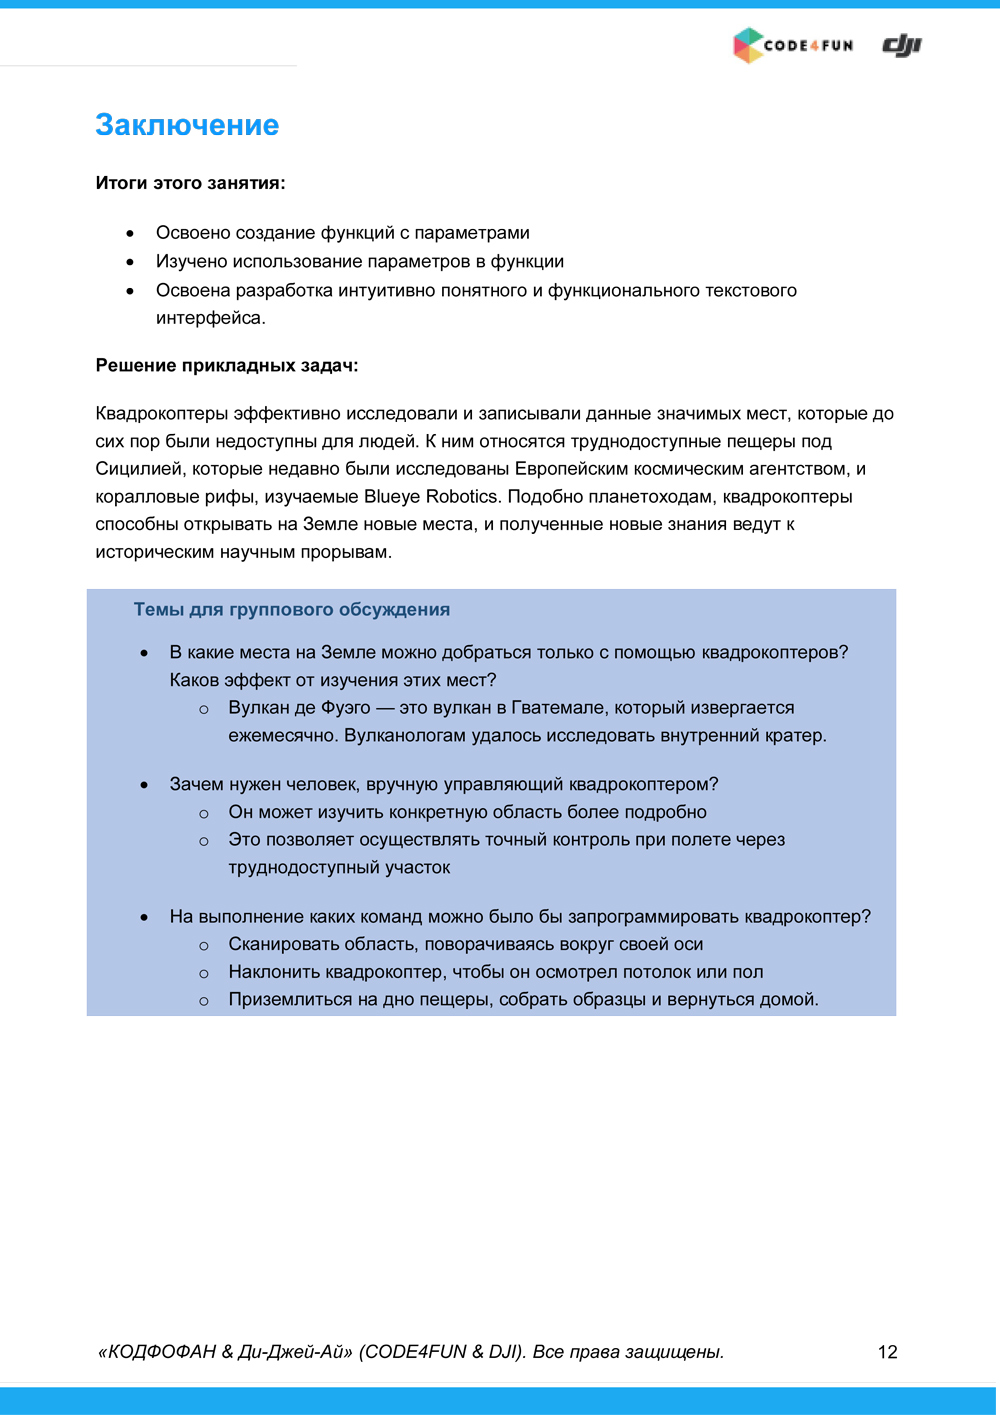 CODE4FUN dji
Заключение
Итоги этого занятия:
• Освоено создание функций с параметрами
• Изучено использование параметров в функции
• Освоена разработка интуитивно понятного и функционального текстового
интерфейса.
Решение прикладных задач:
Квадрокоптеры эффективно исследовали и записывали данные значимых мест, которые до
сих пор были недоступны для людей. К ним относятся труднодоступные пещеры под
Сицилией, которые недавно были исследованы Европейским космическим агентством, и
коралловые рифы, изучаемые Blueye Robotics. Подобно планетоходам, квадрокоптеры
способны открывать на Земле новые места, и полученные новые знания ведут к
историческим научным прорывам.
Темы для группового обсуждения
• В какие места на Земле можно добраться только с помощью квадрокоптеров?
Каков эффект от изучения этих мест?
o Вулкан де Фуэго — это вулкан в Гватемале, который извергается
ежемесячно. Вулканологам удалось исследовать внутренний кратер.
• Зачем нужен человек, вручную управляющий квадрокоптером?
o Он может изучить конкретную область более подробно
o Это позволяет осуществлять точный контроль при полете через
труднодоступный участок
• На выполнение каких команд можно было бы запрограммировать квадрокоптер?
o Сканировать область, поворачиваясь вокруг своей оси
o Наклонить квадрокоптер, чтобы он осмотрел потолок или пол
o Приземлиться на дно пещеры, собрать образцы и вернуться домой.
«КОДФОФАН & Ди-Джей-Ай» (CODE4FUN & DJI). Все права защищены. 12